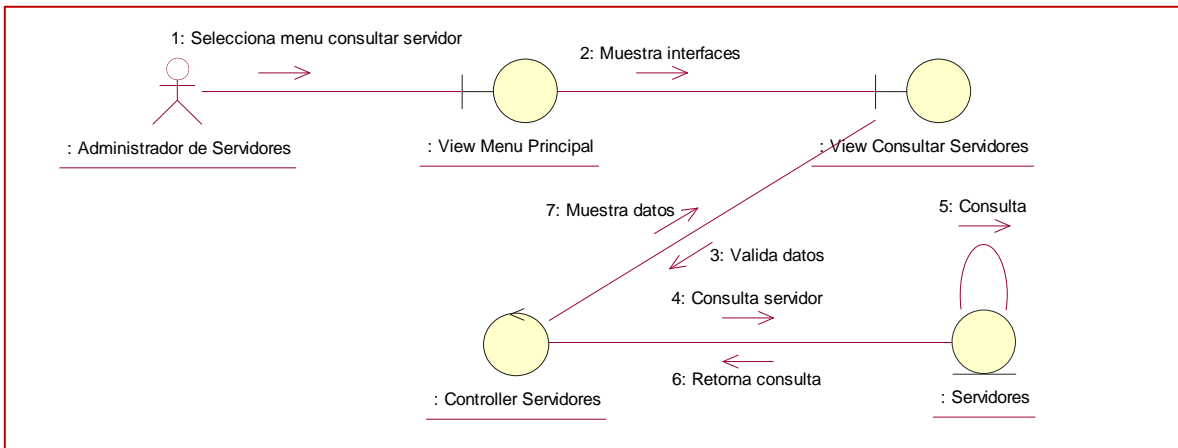 1: Selecciona menu consultar servidor
2: Muestra interfaces
: Administrador de Servidores
: View Menu Principal
: View Consultar Servidores
7: Muestra datos
5: Consulta
3: Valida datos
4: Consulta servidor
6: Retorna consulta
: Controller Servidores
: Servidores